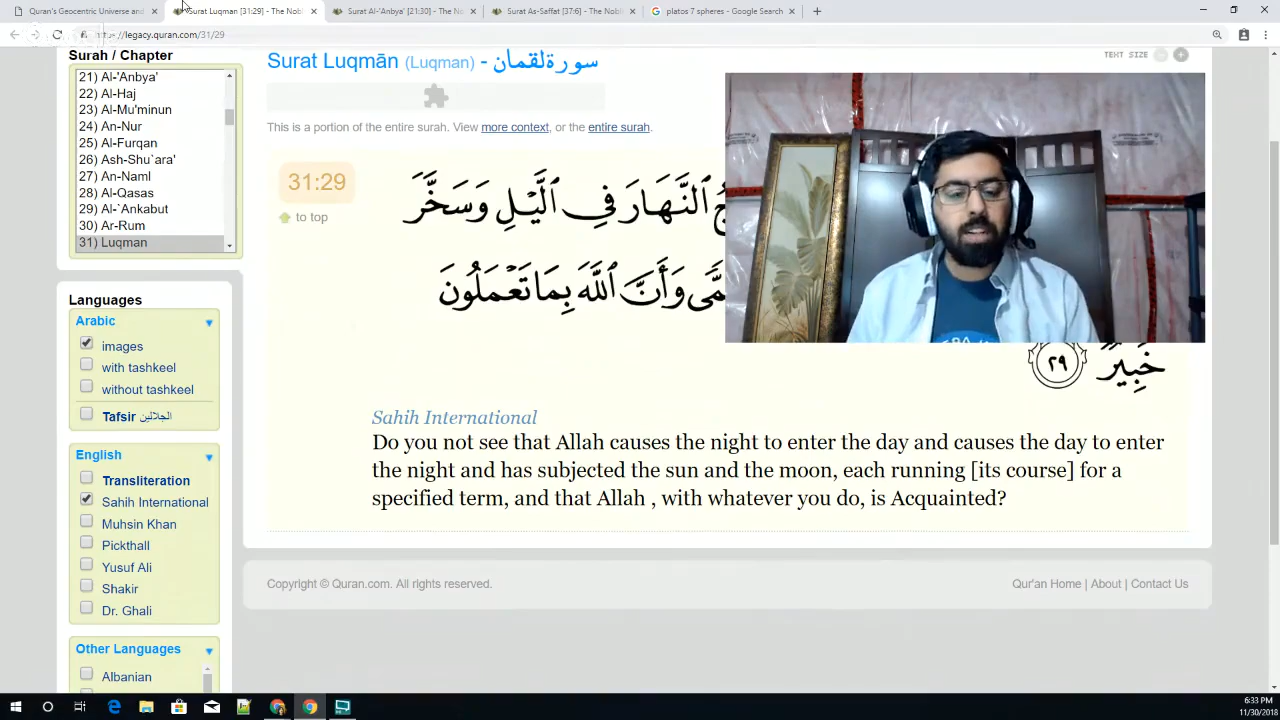 Quran's Geocentric Universe and
Surat Luqman [31:29] - The Nobl
Surat Al-'Anbya' [21:30] - The No
Surat As-Saffat [37:6] - The Nobl
platos 7 spheres - Google Search
https://legacy.quran.com/31/29
Surah / Chapter
21) Al-'Anbya'
22) Al-Haj
23) Al-Mu'minun
24) An-Nur
25) Al-Furqan
26) Ash-Shu`ara'
27) An-Naml
28) Al-Qasas
29) Al-`Ankabut
30) Ar-Rum
31) Luqman
Languages
Arabic
images
with tashkeel
without tashkeel
Tafsir الجلالين
English
Transliteration
Sahih International
Muhsin Khan
Pickthall
Yusuf Ali
Shakir
Dr. Ghali
Other Languages
Albanian
Surat Luqmān (Luqman) - سورة لقمان
TEXT SIZE
This is a portion of the entire surah. View more context, or the entire surah.
31:29
to top
ٱلنَّهَارَ فِى ٱلَّيْلِ وَسَخَّرَ
وَأَنَّ ٱللَّهَ بِمَا تَعْمَلُونَ
خَبِيرٌ ٢٩
Sahih International
Do you not see that Allah causes the night to enter the day and causes the day to enter
the night and has subjected the sun and the moon, each running [its course] for a
specified term, and that Allah , with whatever you do, is Acquainted?
Copyright © Quran.com. All rights reserved.
Qur'an Home | About | Contact Us
6:33 PM
11/30/2018